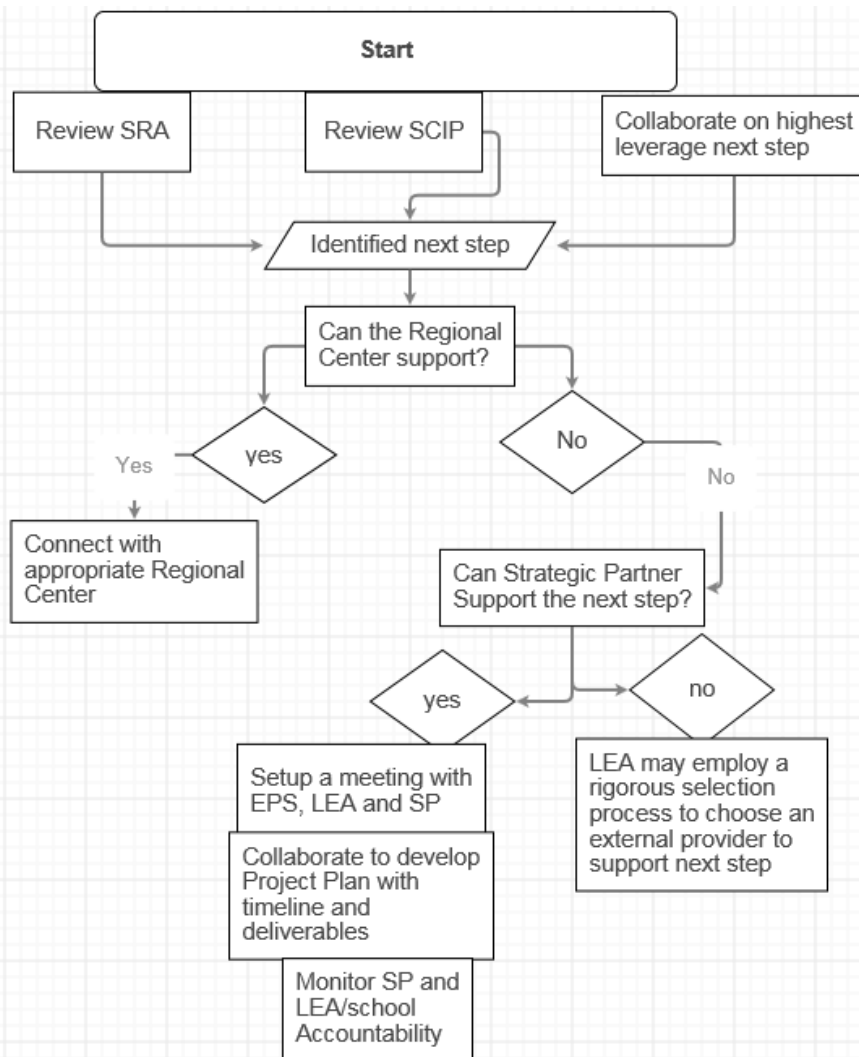 Start
Review SRA
Review SCIP
Collaborate on highest
leverage next step
Identified next step
Can the Regional
Center support?
yes
No
Yes
No
Connect with
appropriate Regional
Center
Can Strategic Partner
Support the next step?
yes
no
Setup a meeting with
EPS, LEA and SP
LEA may employ a
rigorous selection
process to choose an
external provider to
support next step
Collaborate to develop
Project Plan with
timeline and
deliverables
Monitor SP and
LEA/school
Accountability